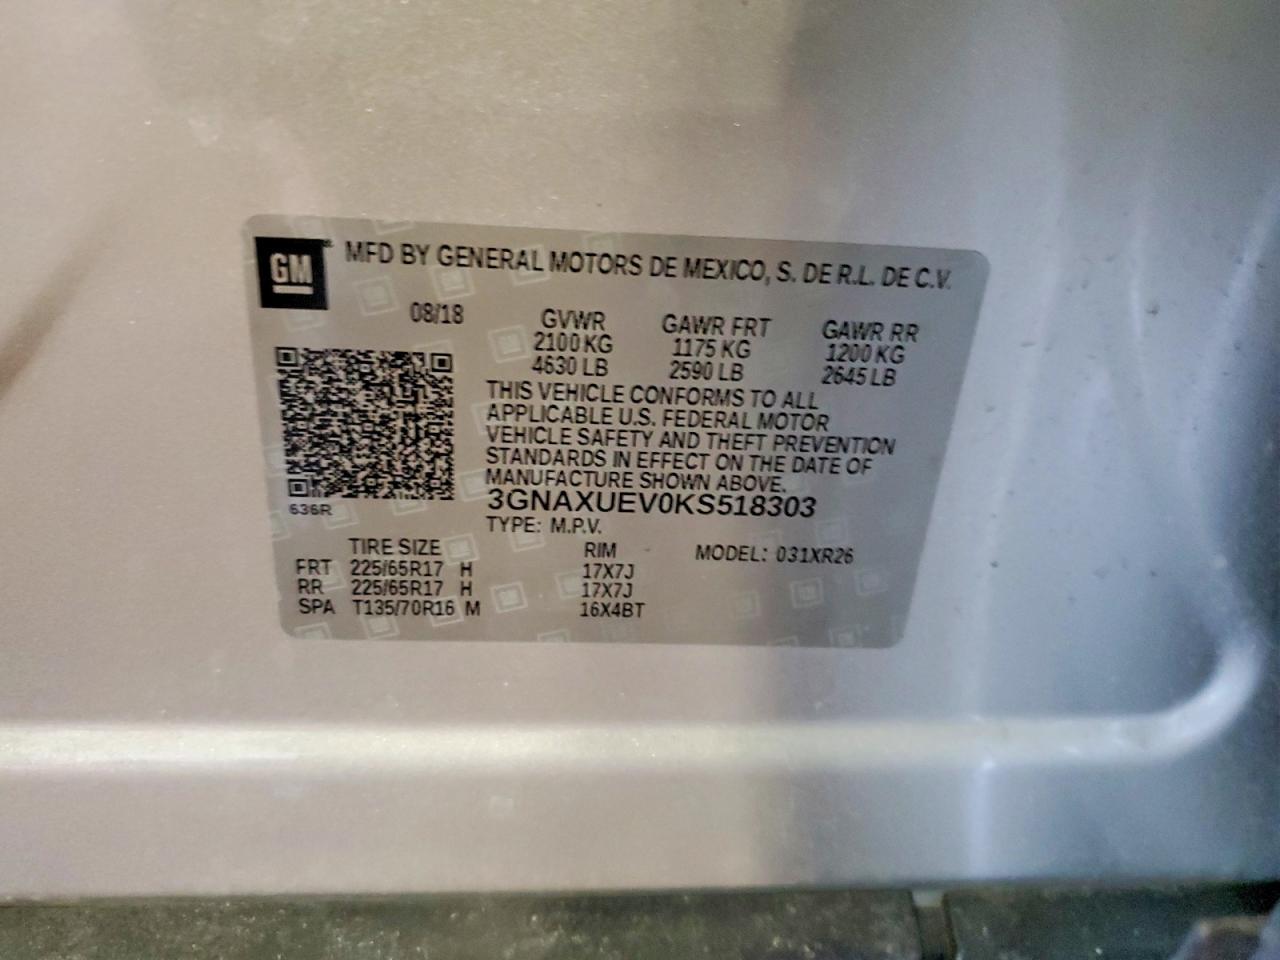 GM
MFD BY GENERAL MOTORS DE MEXICO, S. DE R.L. DE C.V.
08/18 GVWR GAWR FRT GAWR RR
2100 KG 1175 KG 1200 KG
4630 LB 2590 LB 2645 LB
THIS VEHICLE CONFORMS TO ALL
APPLICABLE U.S. FEDERAL MOTOR
VEHICLE SAFETY AND THEFT PREVENTION
STANDARDS IN EFFECT ON THE DATE OF
MANUFACTURE SHOWN ABOVE.
3GNAXUEV0KS518303
636R
TYPE: M.P.V.
TIRE SIZE RIM MODEL: 031XR26
FRT 225/65R17 H 17X7J
RR 225/65R17 H 17X7J
SPA T135/70R16 M 16X4BT